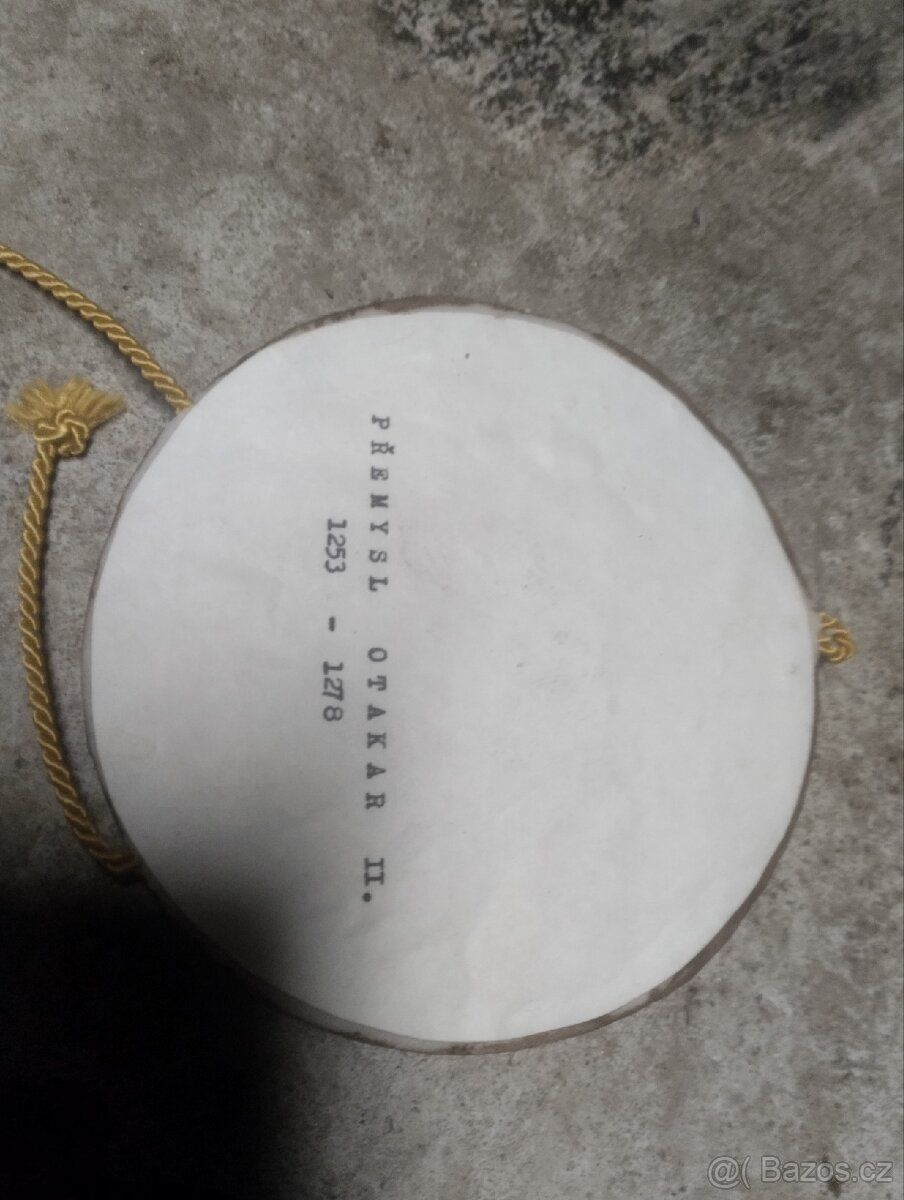 PŘEMYSL OTAKAR II.
1253 - 1278
@( Bazos.cz